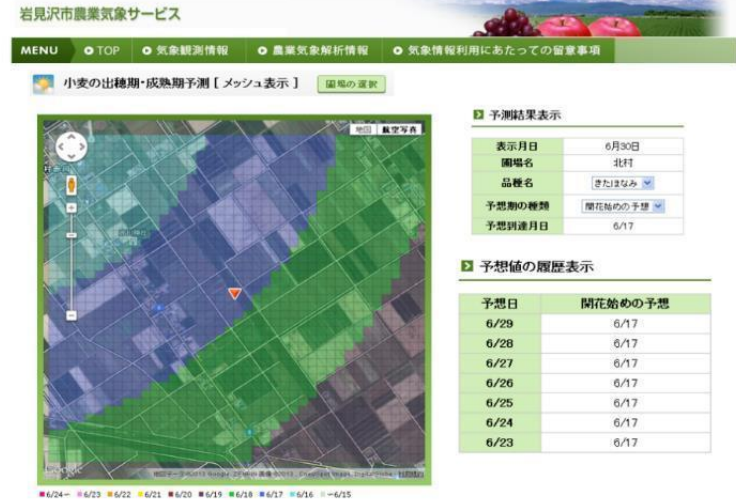 岩見沢市農業気象サービス
MENU TOP 気象観測情報 農業気象解析情報 気象情報利用にあたっての留意事項
小麦の出穂期・成熟期予測 [ メッシュ表示 ] 圃場の選択
地図 航空写真
予測結果表示
表示月日 6月30日
圃場名 北村
品種名 きたほなみ
予想期の種類 開花始めの予想
予想到達月日 6/17
予想値の履歴表示
予想日 開花始めの予想
6/29 6/17
6/28 6/17
6/27 6/17
6/26 6/17
6/25 6/17
6/24 6/17
6/23 6/17
Google
6/24～ 6/23 6/22 6/21 6/20 6/19 6/18 6/17 6/16 ～6/15